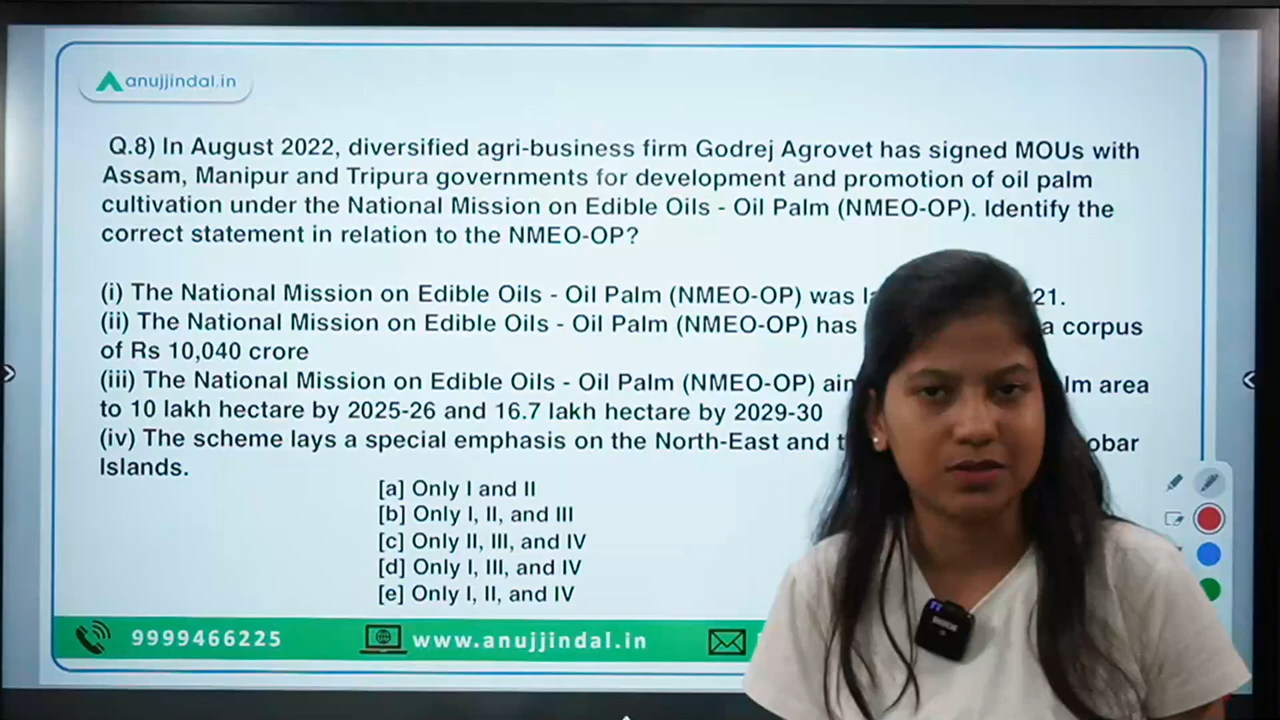 anujjindal.in
Q.8) In August 2022, diversified agri-business firm Godrej Agrovet has signed MOUs with
Assam, Manipur and Tripura governments for development and promotion of oil palm
cultivation under the National Mission on Edible Oils - Oil Palm (NMEO-OP). Identify the
correct statement in relation to the NMEO-OP?
(i) The National Mission on Edible Oils - Oil Palm (NMEO-OP) was 21.
(ii) The National Mission on Edible Oils - Oil Palm (NMEO-OP) has a corpus
of Rs 10,040 crore
(iii) The National Mission on Edible Oils - Oil Palm (NMEO-OP) area
to 10 lakh hectare by 2025-26 and 16.7 lakh hectare by 2029-30
(iv) The scheme lays a special emphasis on the North-East and
Islands.
[a] Only I and II
[b] Only I, II, and III
[c] Only II, III, and IV
[d] Only I, III, and IV
[e] Only I, II, and IV
9999466225 www.anujjindal.in